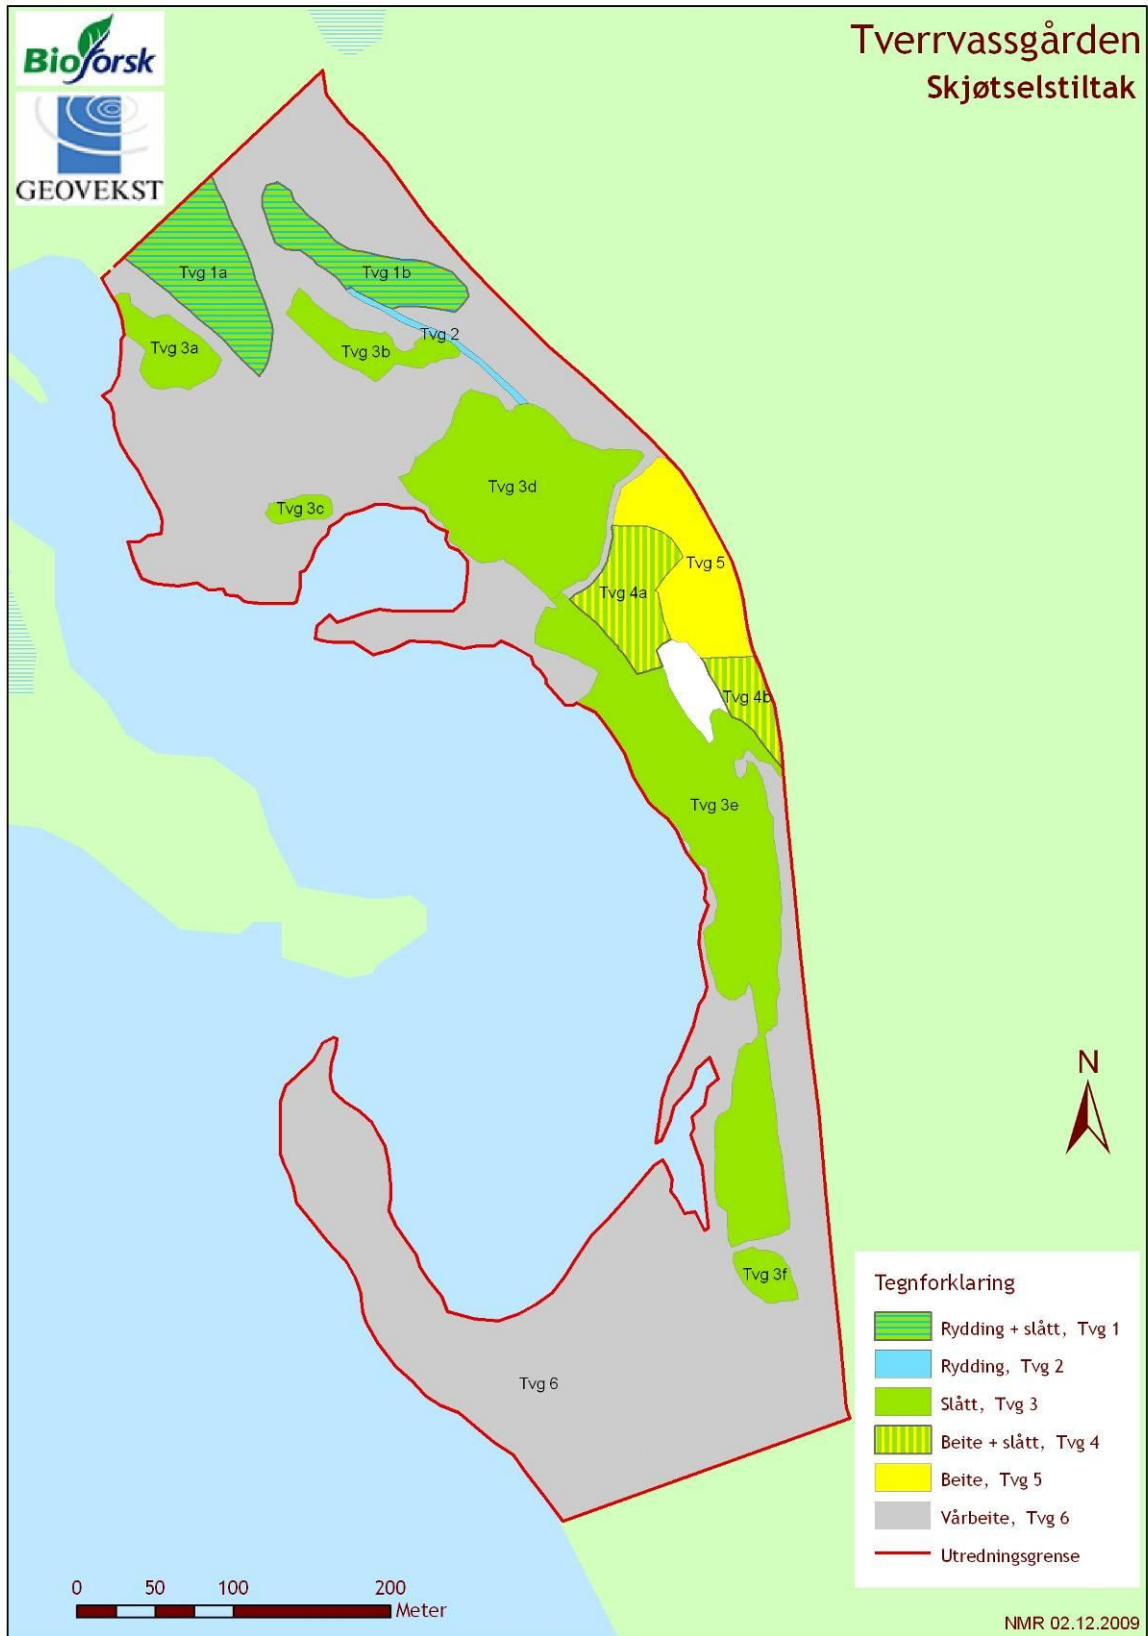 Bioforsk
GEOVEKST
Tverrvassgården
Skjøtselstiltak
Tvg 1a
Tvg 1b
Tvg 2
Tvg 3a
Tvg 3b
Tvg 3d
Tvg 3c
Tvg 5
Tvg 4a
Tvg 4b
Tvg 3e
N
Tvg 3f
Tvg 6
Tegnforklaring
Rydding + slått, Tvg 1
Rydding, Tvg 2
Slått, Tvg 3
Beite + slått, Tvg 4
Beite, Tvg 5
Vårbeite, Tvg 6
Utredningsgrense
0 50 100 200
Meter
NMR 02.12.2009